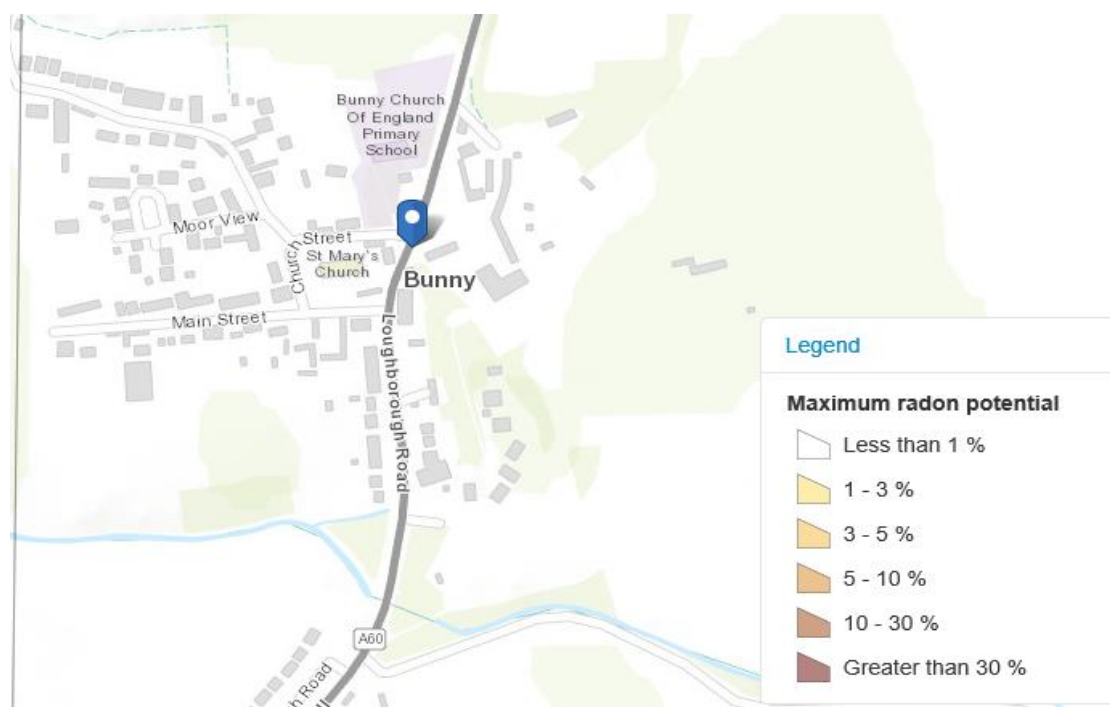 Bunny Church
Of England
Primary
School
Moor View
Church
Street
St Mary's
Church
Bunny
Main Street
Loughborough Road
A60
h Road
Legend
Maximum radon potential
Less than 1 %
1 - 3 %
3 - 5 %
5 - 10 %
10 - 30 %
Greater than 30 %